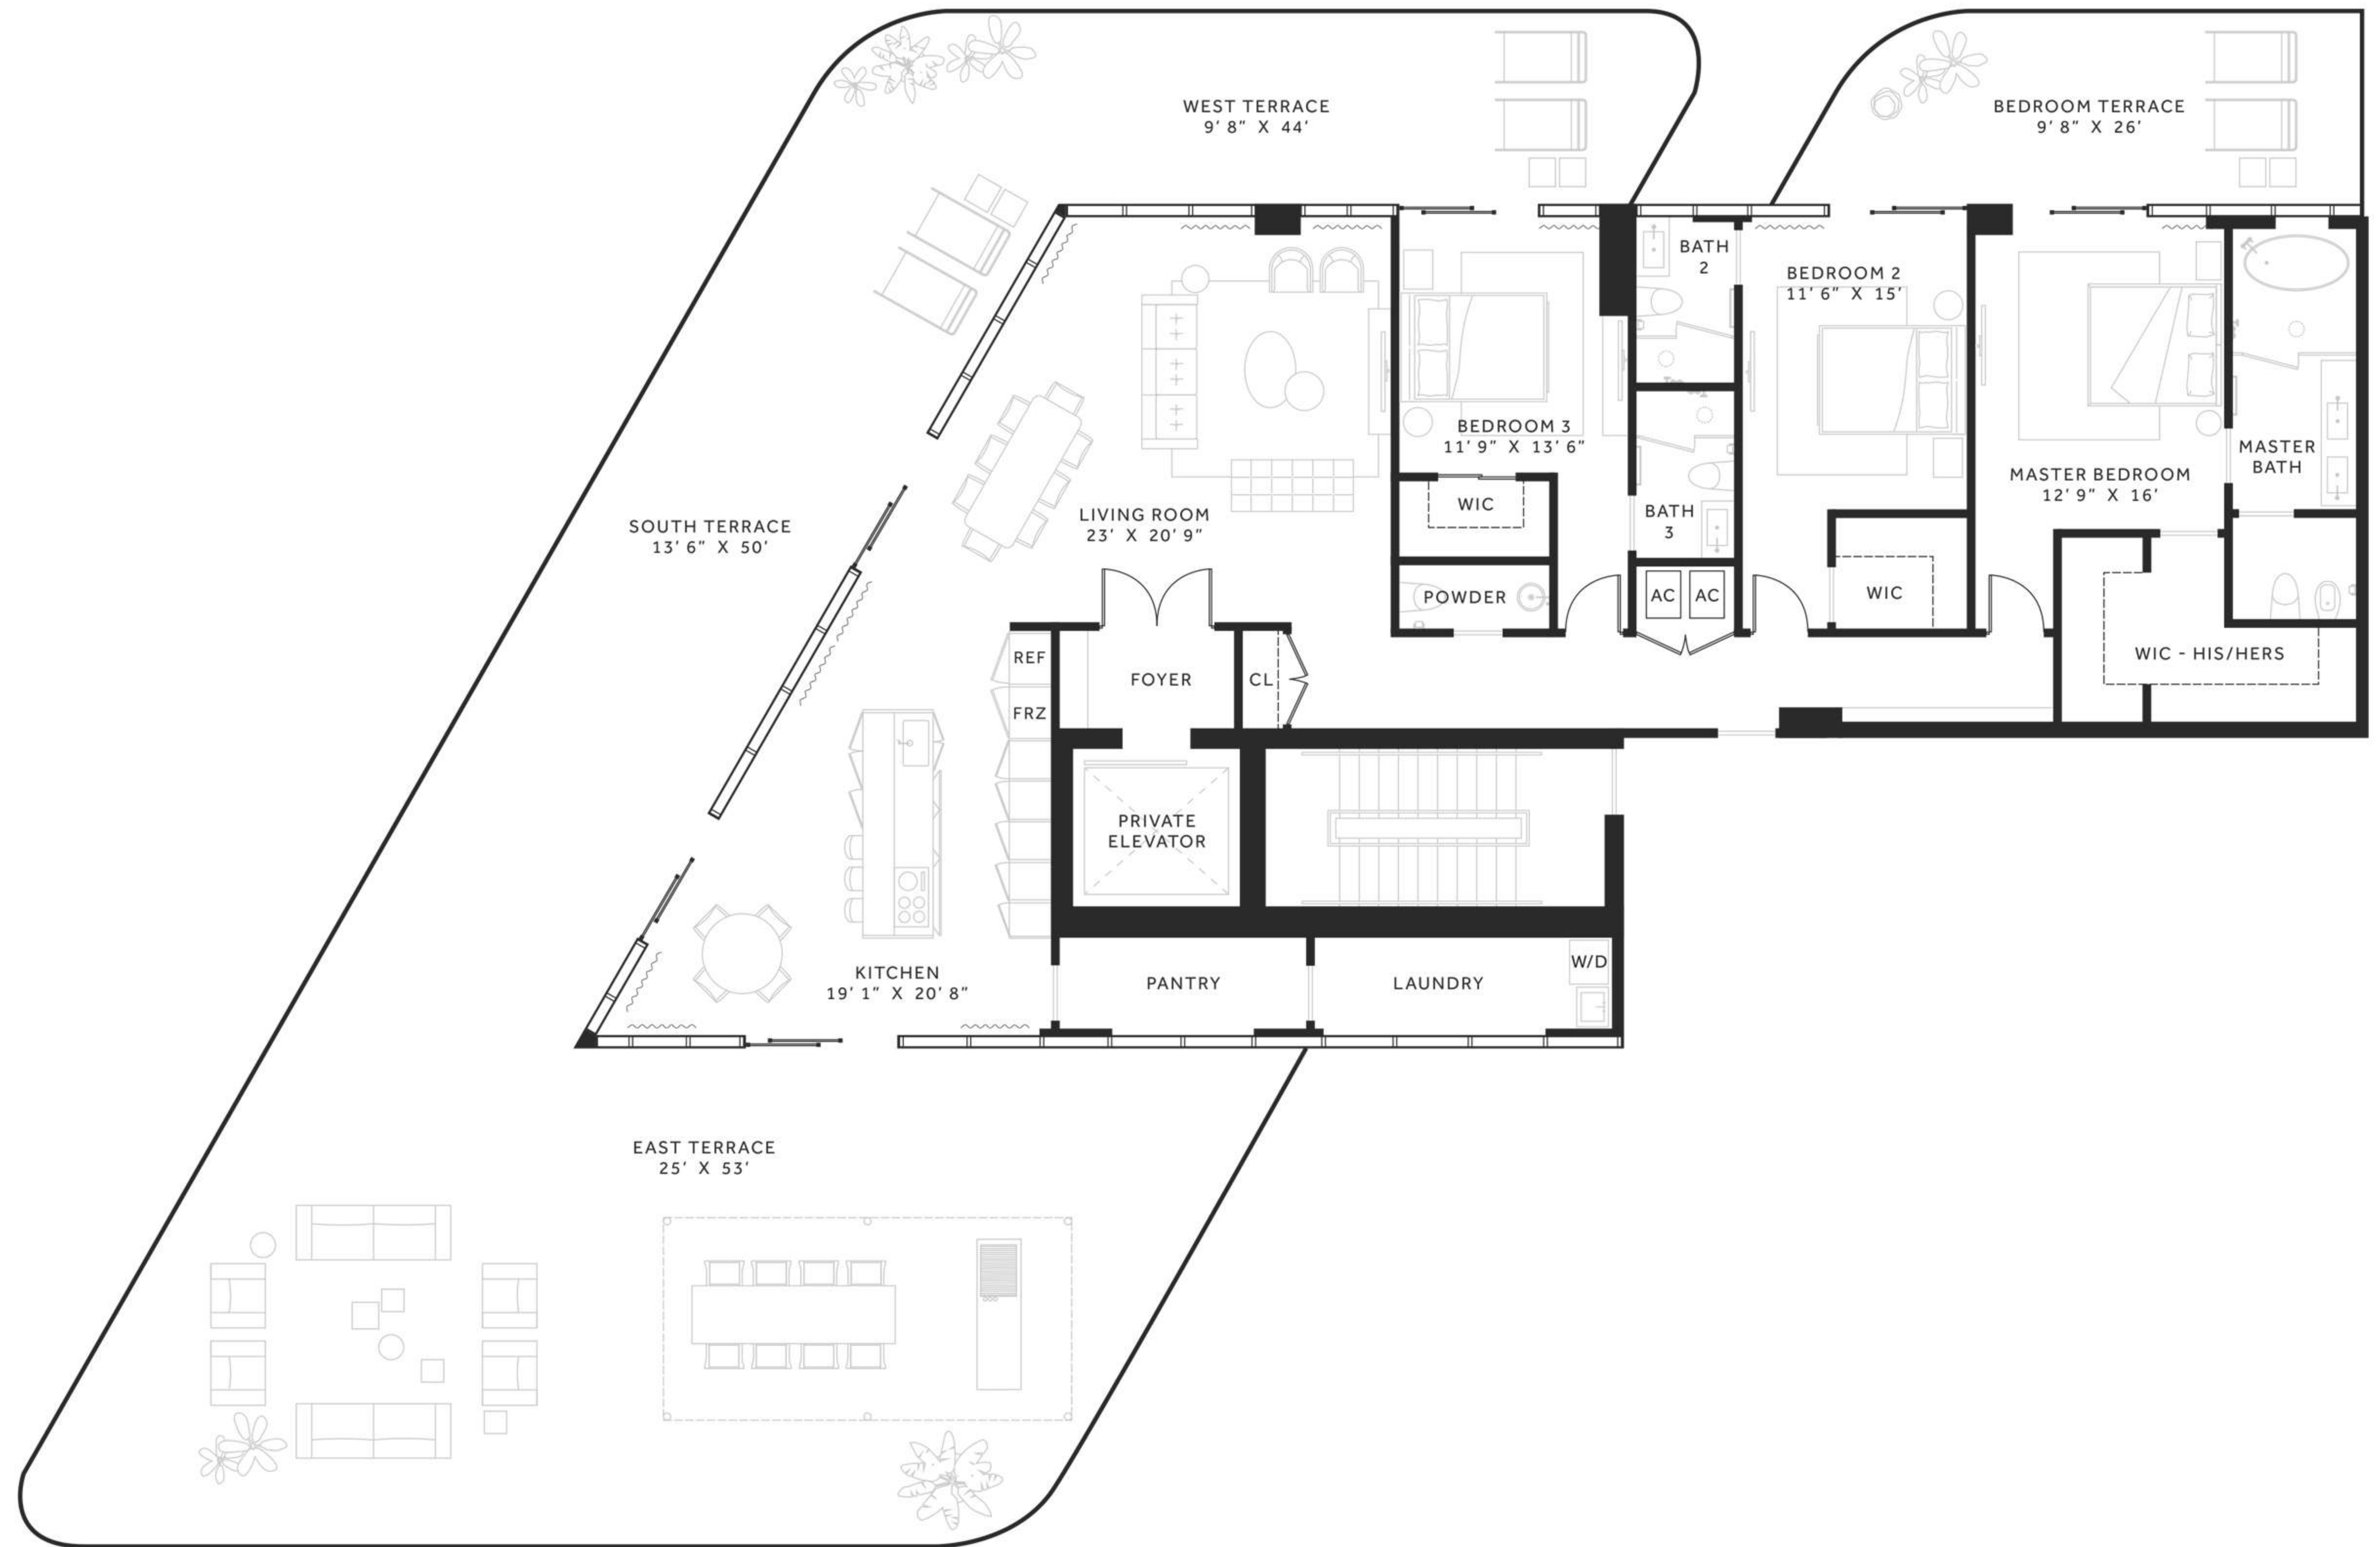 WEST TERRACE
9' 8" X 44'
BEDROOM TERRACE
9' 8" X 26'
BATH
2
BEDROOM 2
11' 6" X 15'
BEDROOM 3
11' 9" X 13' 6"
MASTER
BATH
MASTER BEDROOM
12' 9" X 16'
SOUTH TERRACE
13' 6" X 50'
LIVING ROOM
23' X 20' 9"
WIC
BATH
3
POWDER
AC
AC
WIC
WIC - HIS/HERS
REF
FRZ
FOYER
CL
PRIVATE
ELEVATOR
KITCHEN
19' 1" X 20' 8"
PANTRY
LAUNDRY
W/D
EAST TERRACE
25' X 53'